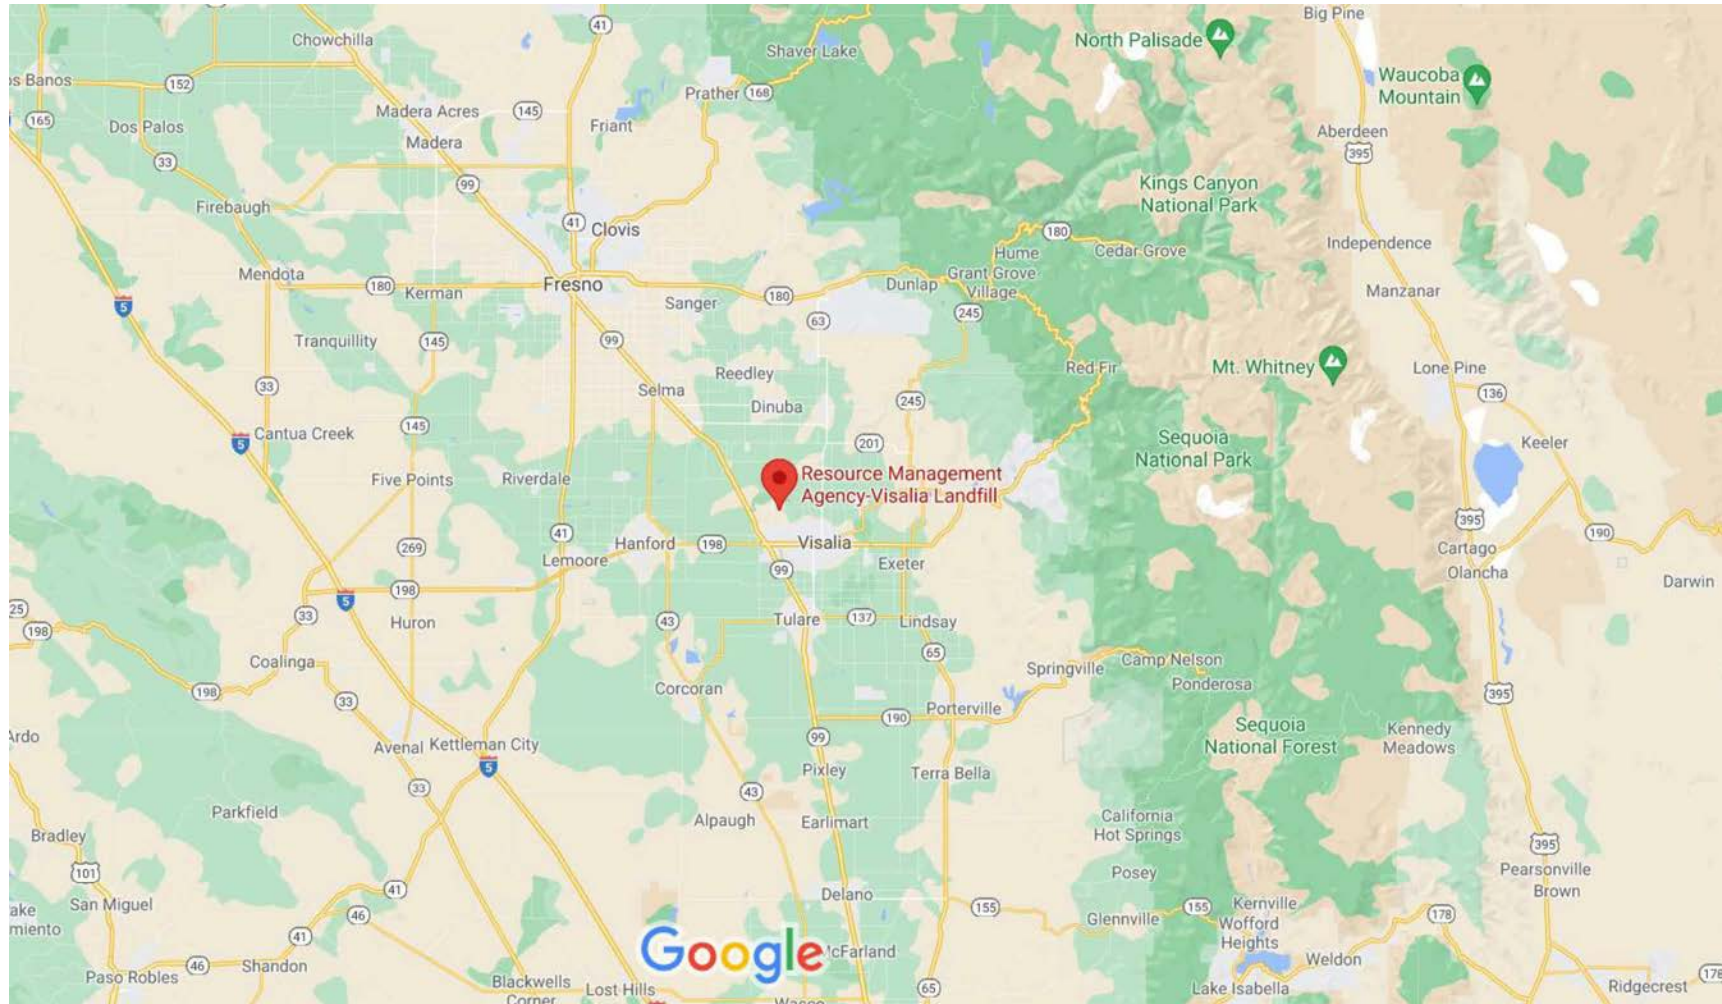 Chowchilla
41
Shaver Lake
North Palisade
Big Pine
os Banos
152
Prather
168
Waucoba
Mountain
165
Madera Acres
145
Dos Palos
Friant
Aberdeen
Madera
33
395
99
Kings Canyon
National Park
Firebaugh
41
Clovis
180
Independence
Hume
Cedar Grove
Mendota
Grant Grove
Village
180
Kerman
Fresno
Sanger
180
Dunlap
Manzanar
5
63
245
Tranquillity
145
99
33
Reedley
Red Fir
Mt. Whitney
Lone Pine
Selma
136
Dinuba
245
145
5
Cantua Creek
201
Sequoia
National Park
Keeler
Five Points
Riverdale
Resource Management
Agency-Visalia Landfill
41
395
190
269
Lemoore
Hanford
198
Visalia
Cartago
99
Exeter
Olancha
Darwin
198
5
25
33
Huron
43
Tulare
137
Lindsay
198
Coalinga
65
Springville
Camp Nelson
198
Corcoran
Ponderosa
33
395
Porterville
190
Ardo
Avenal
Kettleman City
99
Sequoia
National Forest
Kennedy
Meadows
5
Pixley
Terra Bella
33
43
Parkfield
Alpaugh
Earlimart
California
Hot Springs
Bradley
395
101
Posey
Pearsonville
41
Delano
Brown
ake
miento
San Miguel
46
155
Glennville
155
Kernville
178
41
Wofford
Heights
Google
McFarland
46
Shandon
Weldon
Paso Robles
Blackwells
Corner
Lost Hills
65
Lake Isabella
178
Ridgecrest
Wasco